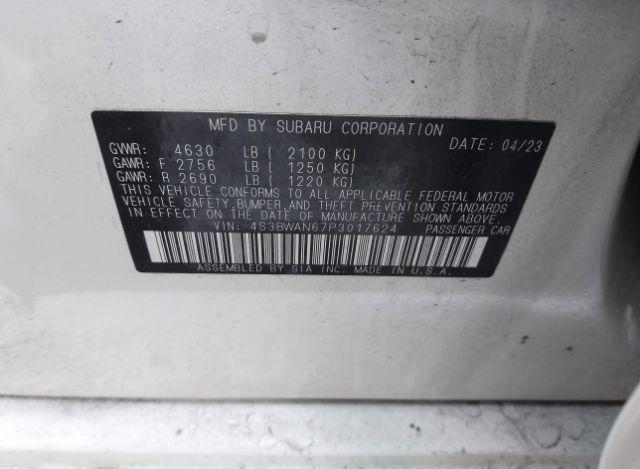 MFD BY SUBARU CORPORATION DATE: 04/23
GVWR: 4630 LB ( 2100 KG)
GAWR: F 2756 LB ( 1250 KG)
GAWR: R 2690 LB ( 1220 KG)
THIS VEHICLE CONFORMS TO ALL APPLICABLE FEDERAL MOTOR
VEHICLE SAFETY, BUMPER, AND THEFT PREVENTION STANDARDS
IN EFFECT ON THE DATE OF MANUFACTURE SHOWN ABOVE.
VIN: 4S3BWAN67P3017624 PASSENGER CAR
ASSEMBLED BY SIA INC. MADE IN U.S.A.